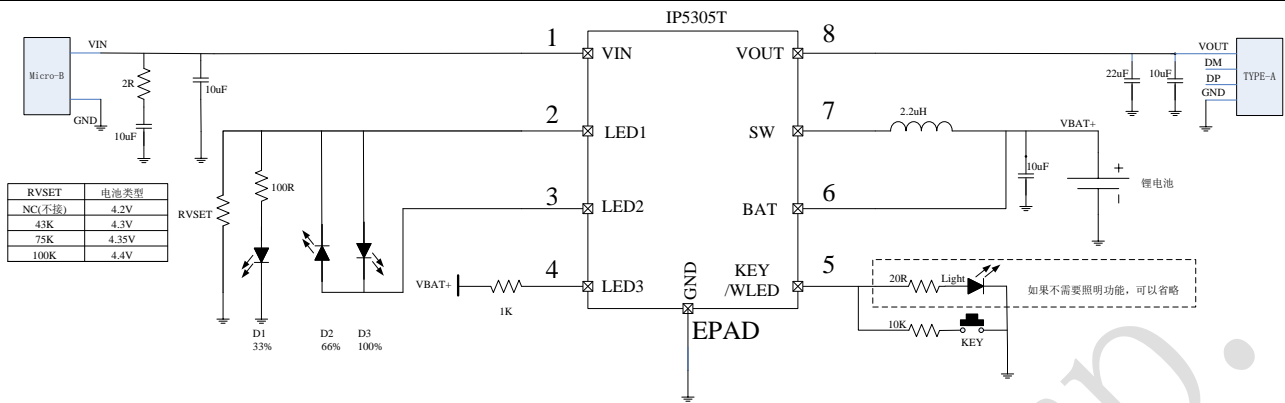 IP5305T
Micro-B
VIN
GND
2R
10uF
10uF
1
VIN
2
LED1
3
LED2
4
LED3
VOUT
8
SW
7
BAT
6
KEY
/WLED
5
GND
EPAD
2.2uH
22uF
10uF
VOUT
DM
DP
GND
TYPE-A
VBAT+
10uF
+
锂电池
RVSET
电池类型
NC(不接)
4.2V
43K
4.3V
75K
4.35V
100K
4.4V
RVSET
100R
D1
33%
D2
66%
D3
100%
VBAT+
1K
20R
Light
如果不需要照明功能，可以省略
10K
KEY